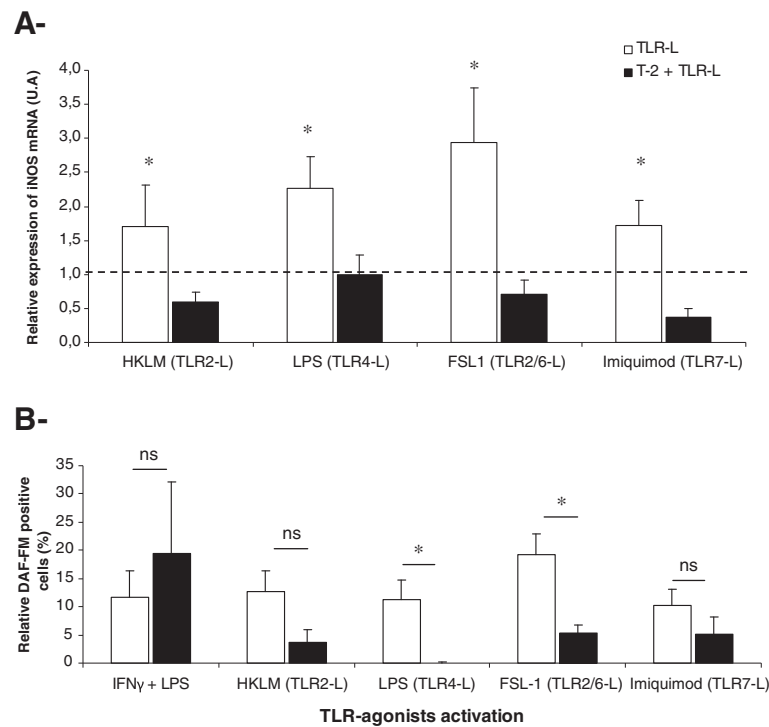 A-
TLR-L
T-2 + TLR-L
Relative expression of iNOS mRNA (U.A)
4,0
3,5
3,0
2,5
2,0
1,5
1,0
0,5
0,0
*
*
*
*
HKLM (TLR2-L)
LPS (TLR4-L)
FSL1 (TLR2/6-L)
Imiquimod (TLR7-L)
B-
Relative DAF-FM positive
cells (%)
35
30
25
20
15
10
5
0
ns
ns
*
*
ns
IFNγ + LPS
HKLM (TLR2-L)
LPS (TLR4-L)
FSL-1 (TLR2/6-L)
Imiquimod (TLR7-L)
TLR-agonists activation